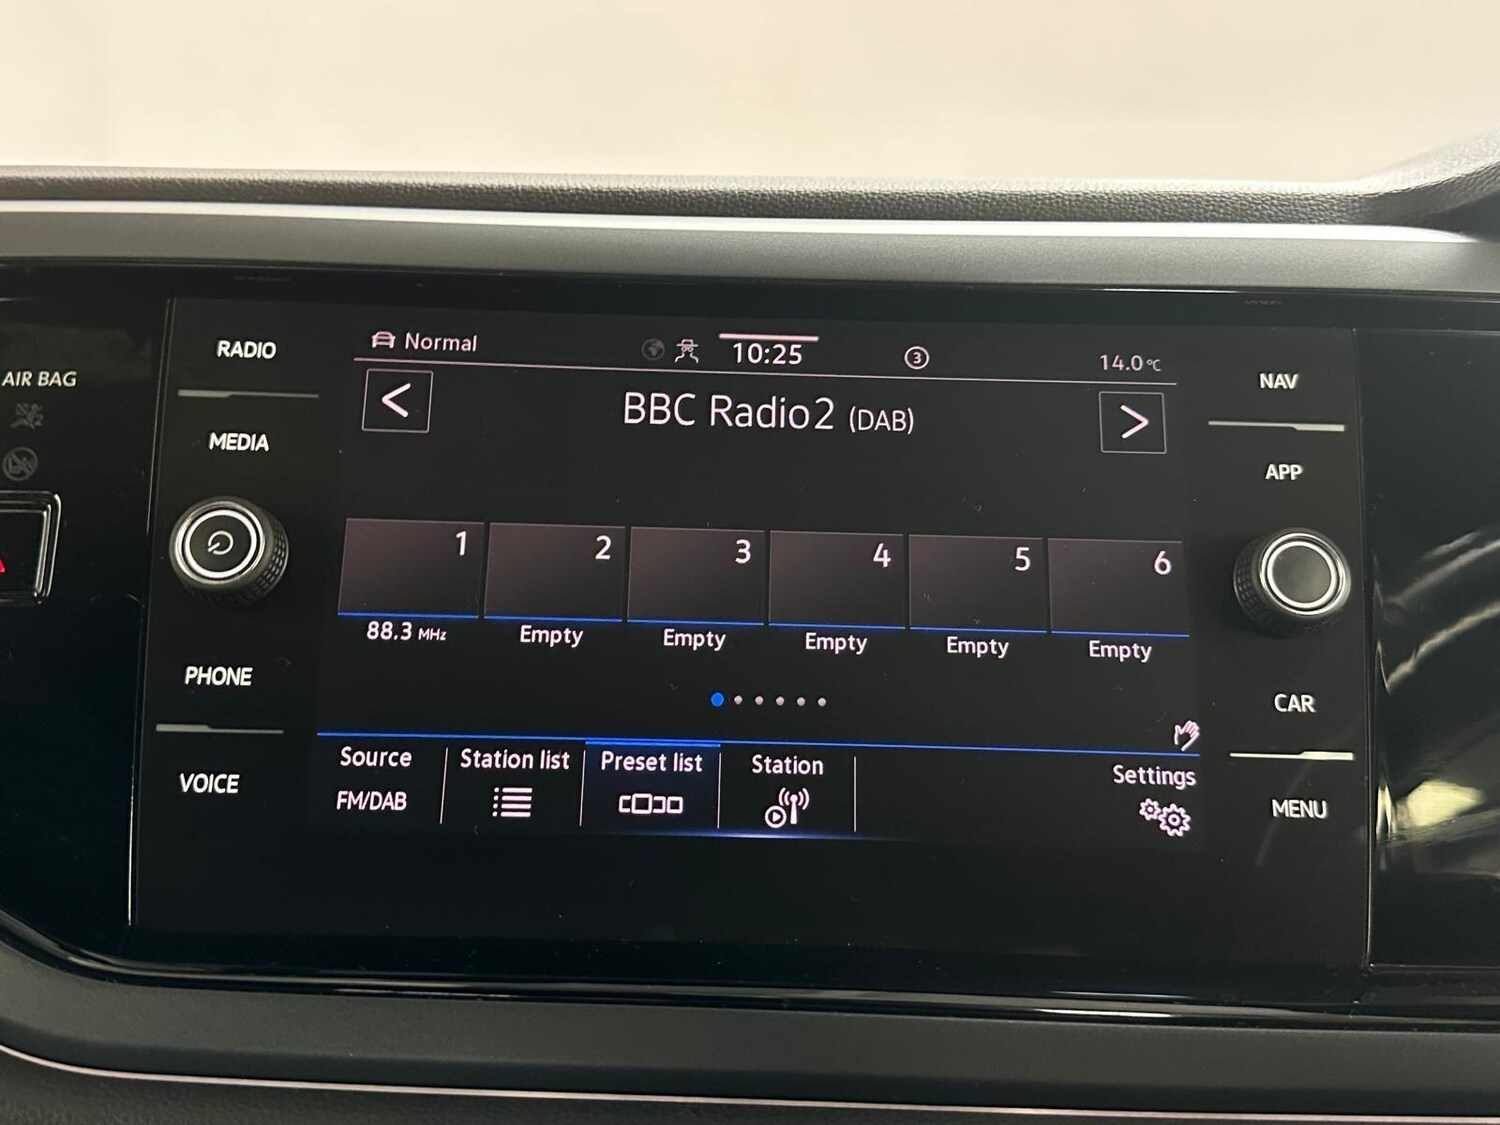 AIR BAG
RADIO
MEDIA
PHONE
VOICE
Normal
10:25
3
14.0°C
< BBC Radio2 (DAB) >
1 2 3 4 5 6
88.3 MHz Empty Empty Empty Empty Empty
Source Station list Preset list Station Settings
FM/DAB
NAV
APP
CAR
MENU